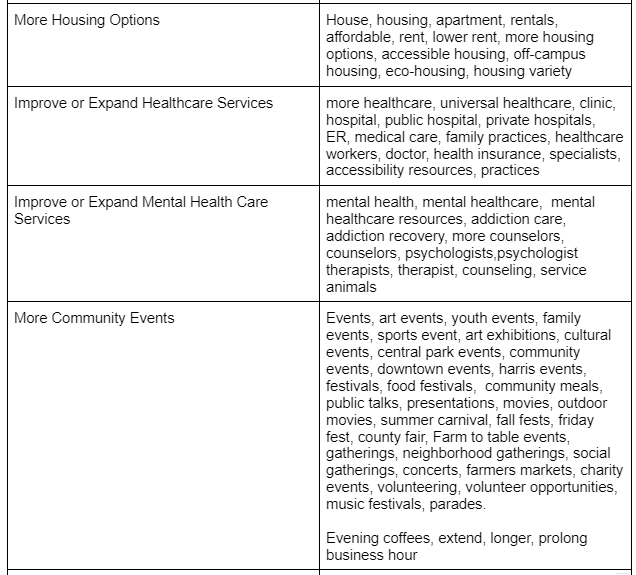 More Housing Options
House, housing, apartment, rentals,
affordable, rent, lower rent, more housing
options, accessible housing, off-campus
housing, eco-housing, housing variety
Improve or Expand Healthcare Services
more healthcare, universal healthcare, clinic,
hospital, public hospital, private hospitals,
ER, medical care, family practices, healthcare
workers, doctor, health insurance, specialists,
accessibility resources, practices
Improve or Expand Mental Health Care
Services
mental health, mental healthcare,  mental
healthcare resources, addiction care,
addiction recovery, more counselors,
counselors, psychologists,psychologist
therapists, therapist, counseling, service
animals
More Community Events
Events, art events, youth events, family
events, sports event, art exhibitions, cultural
events, central park events, community
events, downtown events, harris events,
festivals, food festivals,  community meals,
public talks, presentations, movies, outdoor
movies, summer carnival, fall fests, friday
fest, county fair, Farm to table events,
gatherings, neighborhood gatherings, social
gatherings, concerts, farmers markets, charity
events, volunteering, volunteer opportunities,
music festivals, parades.
Evening coffees, extend, longer, prolong
business hour